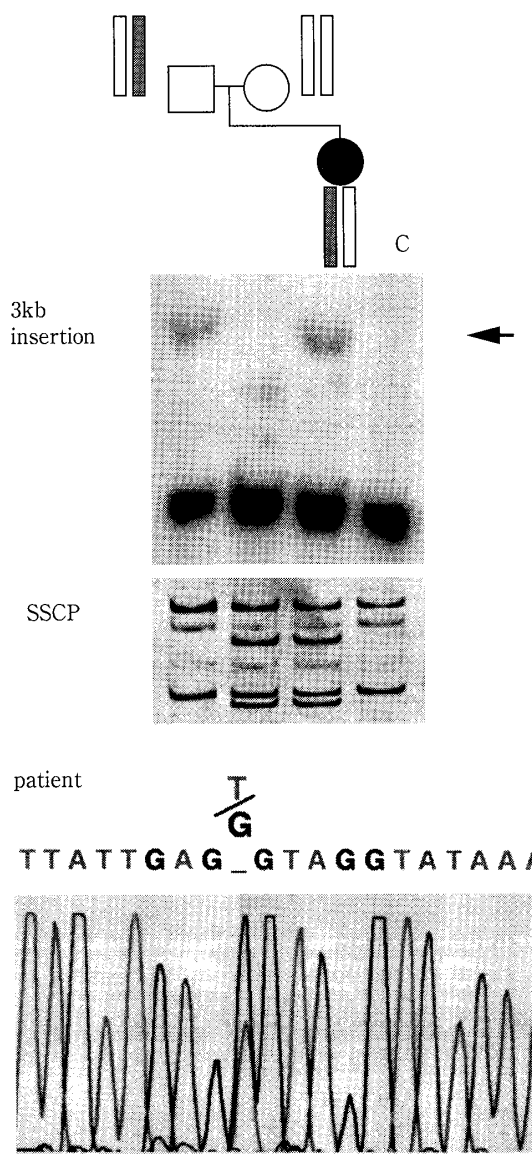 C
3kb
insertion
SSCP
patient
T
G
TTATTGAG_GTAGGTATAAA